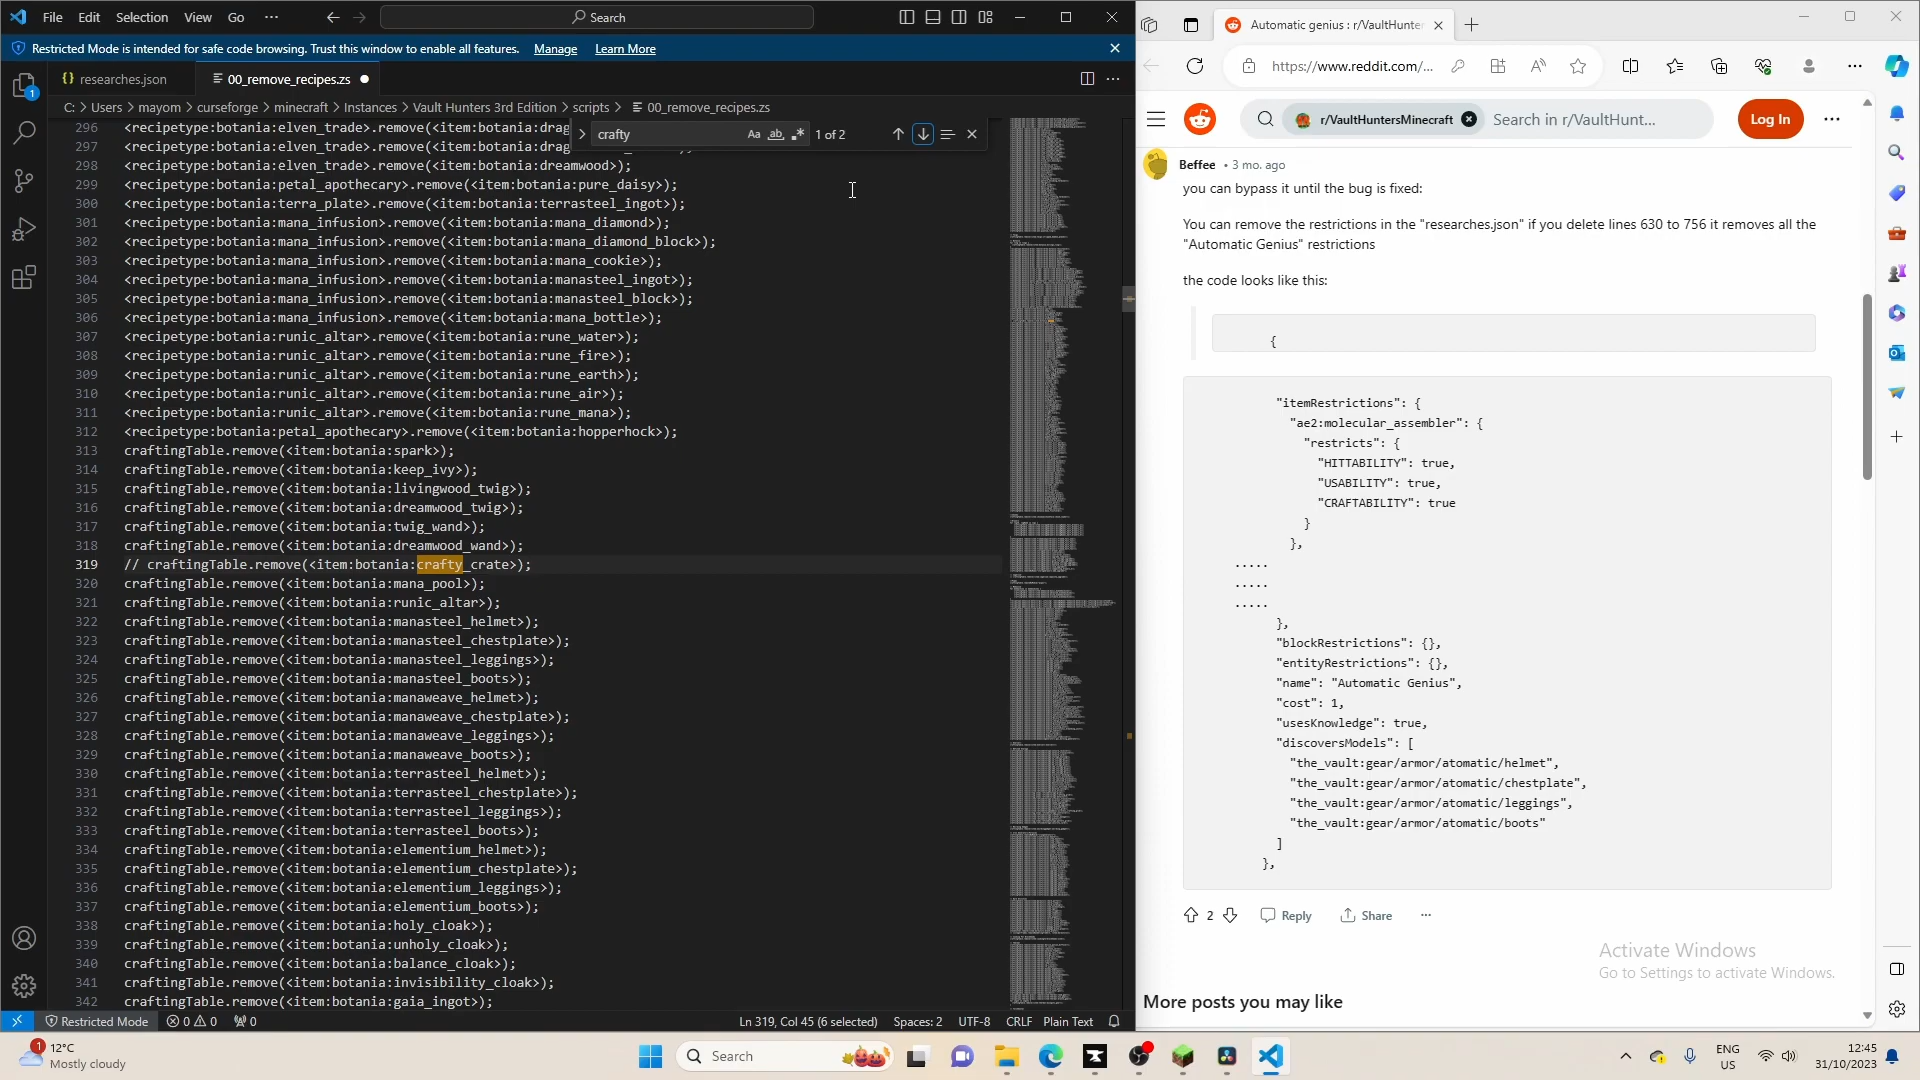 File Edit Selection View Go ··· Search
Restricted Mode is intended for safe code browsing. Trust this window to enable all features. Manage Learn More
researches.json 00_remove_recipes.zs
C: > Users > mayom > curseforge > minecraft > Instances > Vault Hunters 3rd Edition > scripts > 00_remove_recipes.zs
crafty Aa ab 1 of 2
296 <recipetype:botania:elven_trade>.remove(<item:botania:drag
297 <recipetype:botania:elven_trade>.remove(<item:botania:drag
298 <recipetype:botania:elven_trade>.remove(<item:botania:dreamwood>);
299 <recipetype:botania:petal_apothecary>.remove(<item:botania:pure_daisy>);
300 <recipetype:botania:terra_plate>.remove(<item:botania:terrasteel_ingot>);
301 <recipetype:botania:mana_infusion>.remove(<item:botania:mana_diamond>);
302 <recipetype:botania:mana_infusion>.remove(<item:botania:mana_diamond_block>);
303 <recipetype:botania:mana_infusion>.remove(<item:botania:mana_cookie>);
304 <recipetype:botania:mana_infusion>.remove(<item:botania:manasteel_ingot>);
305 <recipetype:botania:mana_infusion>.remove(<item:botania:manasteel_block>);
306 <recipetype:botania:mana_infusion>.remove(<item:botania:mana_bottle>);
307 <recipetype:botania:runic_altar>.remove(<item:botania:rune_water>);
308 <recipetype:botania:runic_altar>.remove(<item:botania:rune_fire>);
309 <recipetype:botania:runic_altar>.remove(<item:botania:rune_earth>);
310 <recipetype:botania:runic_altar>.remove(<item:botania:rune_air>);
311 <recipetype:botania:runic_altar>.remove(<item:botania:rune_mana>);
312 <recipetype:botania:petal_apothecary>.remove(<item:botania:hopperhock>);
313 craftingTable.remove(<item:botania:spark>);
314 craftingTable.remove(<item:botania:keep_ivy>);
315 craftingTable.remove(<item:botania:livingwood_twig>);
316 craftingTable.remove(<item:botania:dreamwood_twig>);
317 craftingTable.remove(<item:botania:twig_wand>);
318 craftingTable.remove(<item:botania:dreamwood_wand>);
319 // craftingTable.remove(<item:botania:crafty_crate>);
320 craftingTable.remove(<item:botania:mana_pool>);
321 craftingTable.remove(<item:botania:runic_altar>);
322 craftingTable.remove(<item:botania:manasteel_helmet>);
323 craftingTable.remove(<item:botania:manasteel_chestplate>);
324 craftingTable.remove(<item:botania:manasteel_leggings>);
325 craftingTable.remove(<item:botania:manasteel_boots>);
326 craftingTable.remove(<item:botania:manaweave_helmet>);
327 craftingTable.remove(<item:botania:manaweave_chestplate>);
328 craftingTable.remove(<item:botania:manaweave_leggings>);
329 craftingTable.remove(<item:botania:manaweave_boots>);
330 craftingTable.remove(<item:botania:terrasteel_helmet>);
331 craftingTable.remove(<item:botania:terrasteel_chestplate>);
332 craftingTable.remove(<item:botania:terrasteel_leggings>);
333 craftingTable.remove(<item:botania:terrasteel_boots>);
334 craftingTable.remove(<item:botania:elementium_helmet>);
335 craftingTable.remove(<item:botania:elementium_chestplate>);
336 craftingTable.remove(<item:botania:elementium_leggings>);
337 craftingTable.remove(<item:botania:elementium_boots>);
338 craftingTable.remove(<item:botania:holy_cloak>);
339 craftingTable.remove(<item:botania:unholy_cloak>);
340 craftingTable.remove(<item:botania:balance_cloak>);
341 craftingTable.remove(<item:botania:invisibility_cloak>);
342 craftingTable.remove(<item:botania:gaia_ingot>);
Restricted Mode 0 0 0 Ln 319, Col 45 (6 selected) Spaces: 2 UTF-8 CRLF Plain Text
1
Automatic genius : r/VaultHunter
https://www.reddit.com/...
r/VaultHuntersMinecraft Search in r/VaultHunt... Log In
Beffee • 3 mo. ago
you can bypass it until the bug is fixed:
You can remove the restrictions in the "researches.json" if you delete lines 630 to 756 it removes all the
"Automatic Genius" restrictions
the code looks like this:
{
"itemRestrictions": {
"ae2:molecular_assembler": {
"restricts": {
"HITTABILITY": true,
"USABILITY": true,
"CRAFTABILITY": true
}
},
.....
.....
.....
},
"blockRestrictions": {},
"entityRestrictions": {},
"name": "Automatic Genius",
"cost": 1,
"usesKnowledge": true,
"discoversModels": [
"the_vault:gear/armor/atomatic/helmet",
"the_vault:gear/armor/atomatic/chestplate",
"the_vault:gear/armor/atomatic/leggings",
"the_vault:gear/armor/atomatic/boots"
]
},
2 Reply Share ···
Activate Windows
Go to Settings to activate Windows.
More posts you may like
1 12°C
Mostly cloudy
Search
ENG
US
12:45
31/10/2023